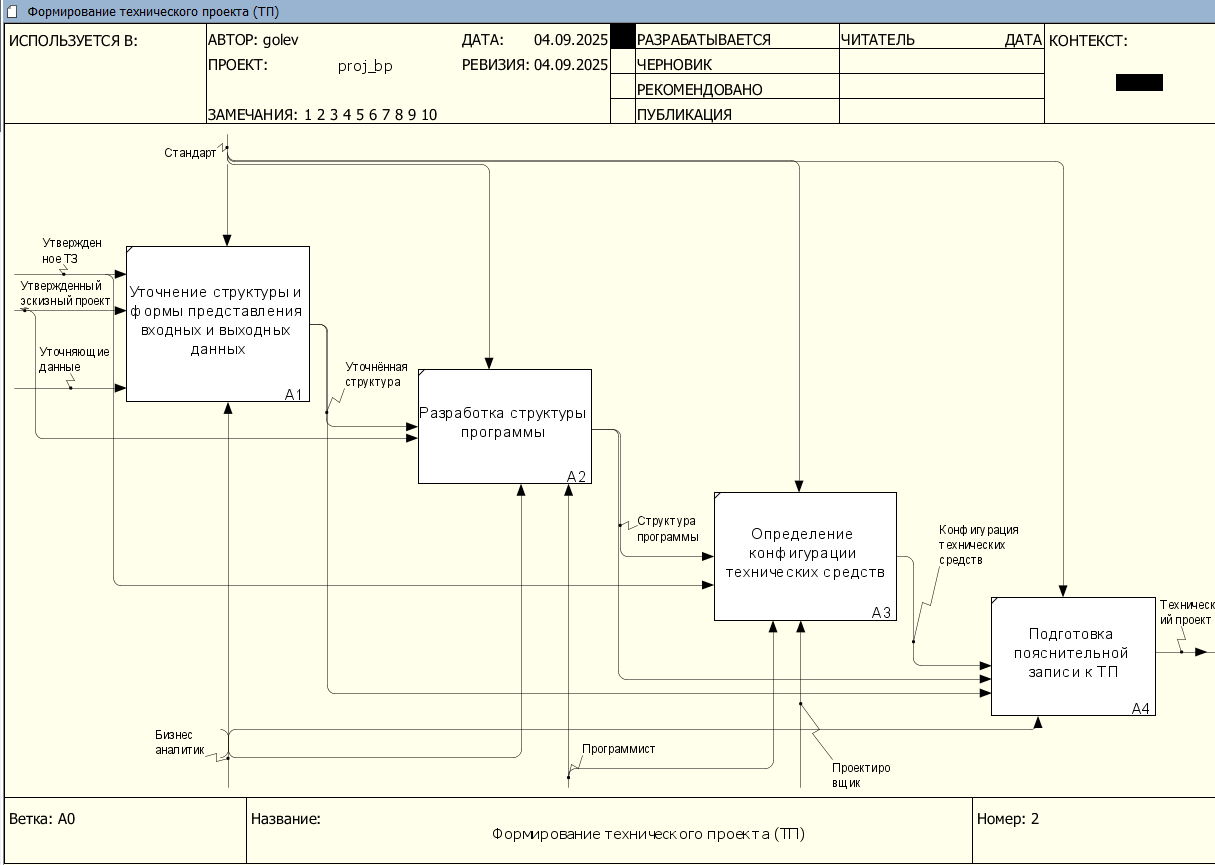 Формирование технического проекта (ТП)
ИСПОЛЬЗУЕТСЯ В:
АВТОР: golev
ДАТА: 04.09.2025
РАЗРАБАТЫВАЕТСЯ
ЧИТАТЕЛЬ
ДАТА
КОНТЕКСТ:
ПРОЕКТ: proj_bp
РЕВИЗИЯ: 04.09.2025
ЧЕРНОВИК
РЕКОМЕНДОВАНО
ЗАМЕЧАНИЯ: 1 2 3 4 5 6 7 8 9 10
ПУБЛИКАЦИЯ
Стандарт
Утвержден
ное ТЗ
Утвержденный
эскизный проект
Уточняющие
данные
Уточнение структуры и
формы представления
входных и выходных
данных
A1
Уточнённая
структура
Разработка структуры
программы
A2
Структура
программы
Определение
конфигурации
технических средств
A3
Конфигурация
технических
средств
Подготовка
пояснительной
записи к ТП
A4
Техническ
ий проект
Бизнес
аналитик
Программист
Проектиро
вщик
Ветка: A0
Название:
Формирование технического проекта (ТП)
Номер: 2